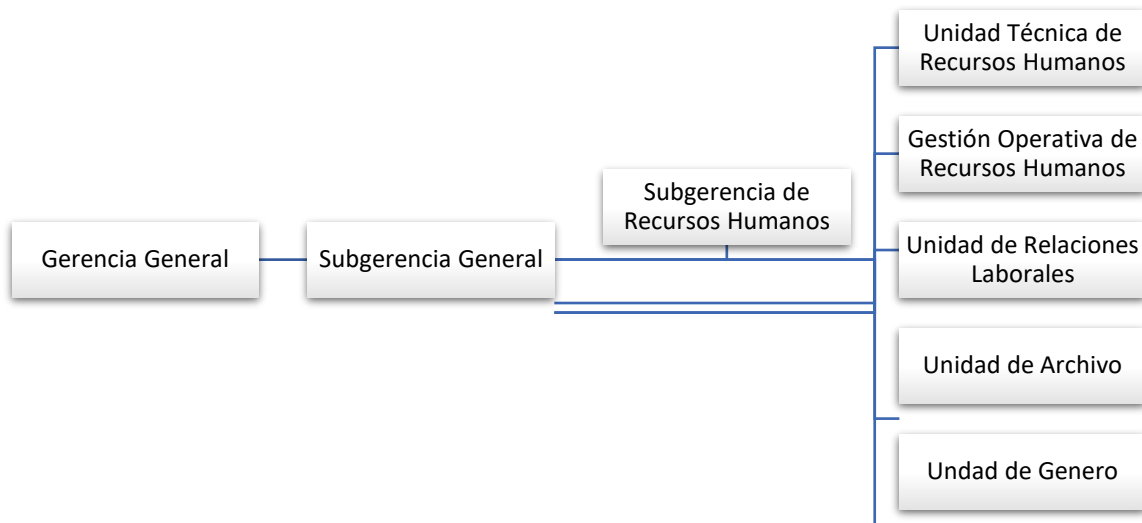 Gerencia General
Subgerencia General
Subgerencia de
Recursos Humanos
Unidad Técnica de
Recursos Humanos
Gestión Operativa de
Recursos Humanos
Unidad de Relaciones
Laborales
Unidad de Archivo
Undad de Genero